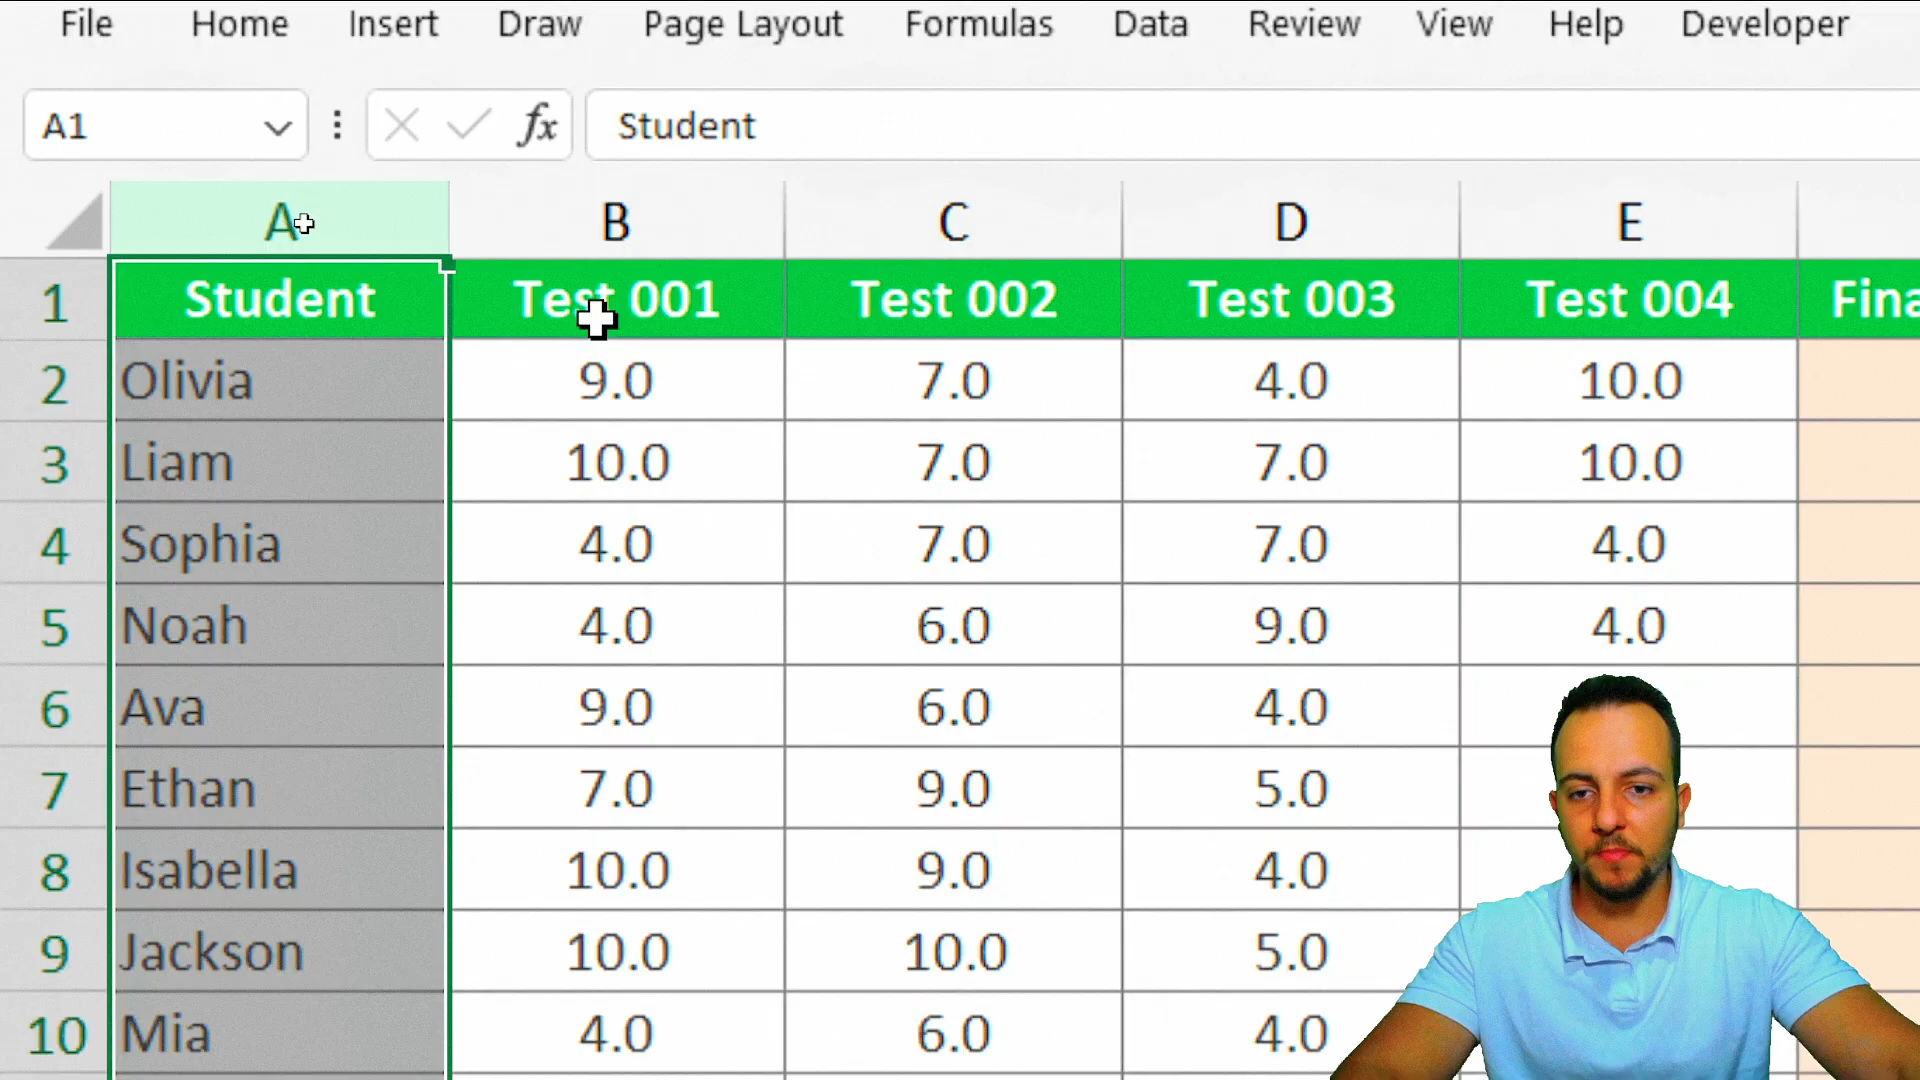 File Home Insert Draw Page Layout Formulas Data Review View Help Developer
A1 fx Student
A B C D E
1 Student Test 001 Test 002 Test 003 Test 004 Fina
2 Olivia 9.0 7.0 4.0 10.0
3 Liam 10.0 7.0 7.0 10.0
4 Sophia 4.0 7.0 7.0 4.0
5 Noah 4.0 6.0 9.0 4.0
6 Ava 9.0 6.0 4.0
7 Ethan 7.0 9.0 5.0
8 Isabella 10.0 9.0 4.0
9 Jackson 10.0 10.0 5.0
10 Mia 4.0 6.0 4.0